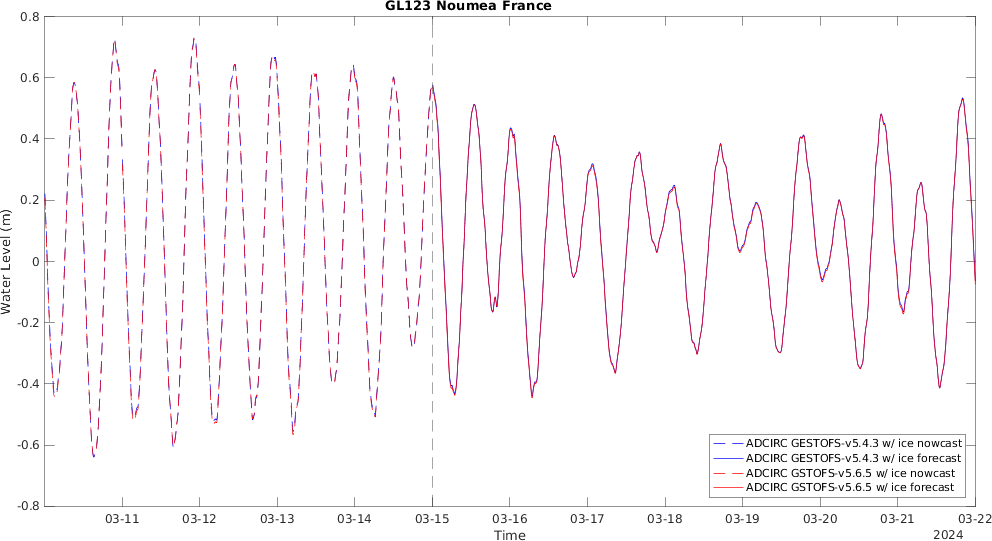 GL123 Noumea France
0.8
0.6
0.4
0.2
0
-0.2
-0.4
-0.6
-0.8
Water Level (m)
ADCIRC GESTOFS-v5.4.3 w/ ice nowcast
ADCIRC GESTOFS-v5.4.3 w/ ice forecast
ADCIRC GSTOFS-v5.6.5 w/ ice nowcast
ADCIRC GSTOFS-v5.6.5 w/ ice forecast
03-11 03-12 03-13 03-14 03-15 03-16 03-17 03-18 03-19 03-20 03-21 03-22
Time
2024